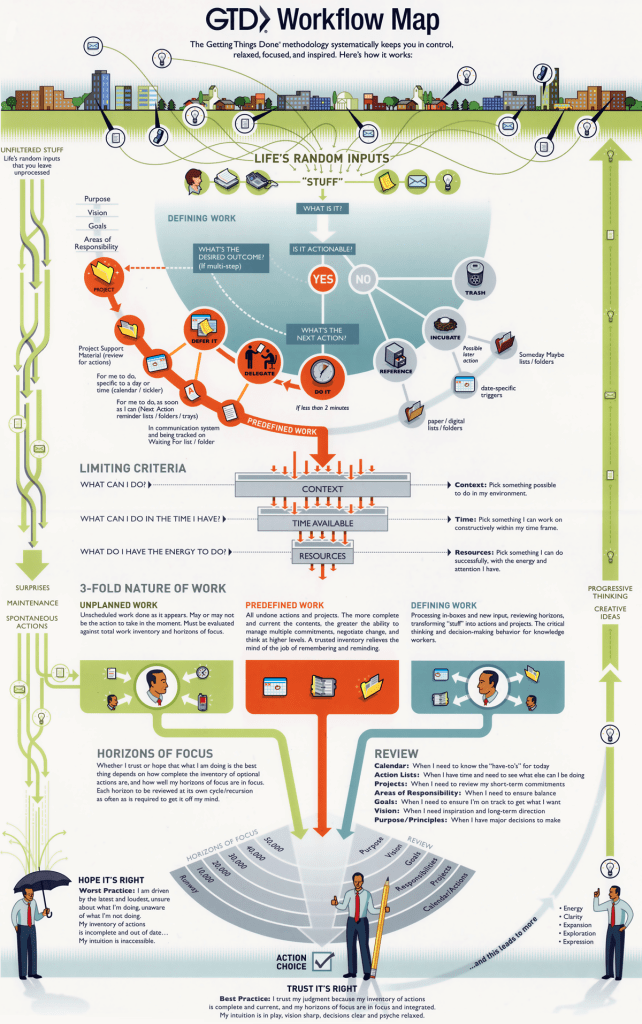 GTD Workflow Map
The Getting Things Done® methodology systematically keeps you in control,
relaxed, focused, and inspired. Here's how it works:
UNFILTERED STUFF
Life's random inputs
that you leave
unprocessed
LIFE'S RANDOM INPUTS
"STUFF"
Purpose
Vision
Goals
Areas of
Responsibility
DEFINING WORK
WHAT IS IT?
WHAT'S THE
DESIRED OUTCOME?
(If multi-step)
IS IT ACTIONABLE?
YES
NO
TRASH
PROJECT
WHAT'S THE
NEXT ACTION?
DEFER IT
DELEGATE
DO IT
If less than 2 minutes
REFERENCE
INCUBATE
Possible
later
action
Someday Maybe
lists / folders
date-specific
triggers
paper / digital
lists / folders
Project Support
Material (review
for actions)
For me to do,
specific to a day or
time (calendar / tickler)
For me to do, as soon
as I can (Next Action
reminder lists / folders / trays)
In communication system
and being tracked on
Waiting For list / folder
PREDEFINED WORK
LIMITING CRITERIA
WHAT CAN I DO?
CONTEXT
Context: Pick something possible
to do in my environment.
WHAT CAN I DO IN THE TIME I HAVE?
TIME AVAILABLE
Time: Pick something I can work on
constructively within my time frame.
WHAT DO I HAVE THE ENERGY TO DO?
RESOURCES
Resources: Pick something I can do
successfully, with the energy and
attention I have.
SURPRISES
MAINTENANCE
SPONTANEOUS
ACTIONS
PROGRESSIVE
THINKING
CREATIVE
IDEAS
3-FOLD NATURE OF WORK
UNPLANNED WORK
Unscheduled work done as it appears. May or may not
be the action to take in the moment. Must be evaluated
against total work inventory and horizons of focus.
PREDEFINED WORK
All undone actions and projects. The more complete
and current the contents, the greater the ability to
manage multiple commitments, negotiate change, and
think at higher levels. A trusted inventory relieves the
mind of the job of remembering and reminding.
DEFINING WORK
Processing in-boxes and new input, reviewing horizons,
transforming "stuff" into actions and projects. The critical
thinking and decision-making behavior for knowledge
workers.
HORIZONS OF FOCUS
Whether I trust or hope that what I am doing is the best
thing depends on how complete the inventory of optional
actions are, and how well my horizons of focus are in focus.
Each horizon to be reviewed at its own cycle/recursion
as often as is required to get it off my mind.
REVIEW
Calendar: When I need to know the "have-to's" for today
Action Lists: When I have time and need to see what else can I be doing
Projects: When I need to review my short-term commitments
Areas of Responsibility: When I need to ensure balance
Goals: When I need to ensure I'm on track to get what I want
Vision: When I need inspiration and long-term direction
Purpose/Principles: When I have major decisions to make
HORIZONS OF FOCUS
Runway
10,000
20,000
30,000
40,000
50,000
REVIEW
Purpose
Vision
Goals
Responsibilities
Projects
Calendar/Actions
HOPE IT'S RIGHT
Worst Practice: I am driven
by the latest and loudest, unsure
about what I'm doing, unaware
of what I'm not doing.
My inventory of actions
is incomplete and out of date...
My intuition is inaccessible.
• Energy
• Clarity
• Expansion
• Exploration
• Expression
...and this leads to more
ACTION
CHOICE
TRUST IT'S RIGHT
Best Practice: I trust my judgment because my inventory of actions
is complete and current, and my horizons of focus are in focus and integrated.
My intuition is in play, vision sharp, decisions clear and psyche relaxed.